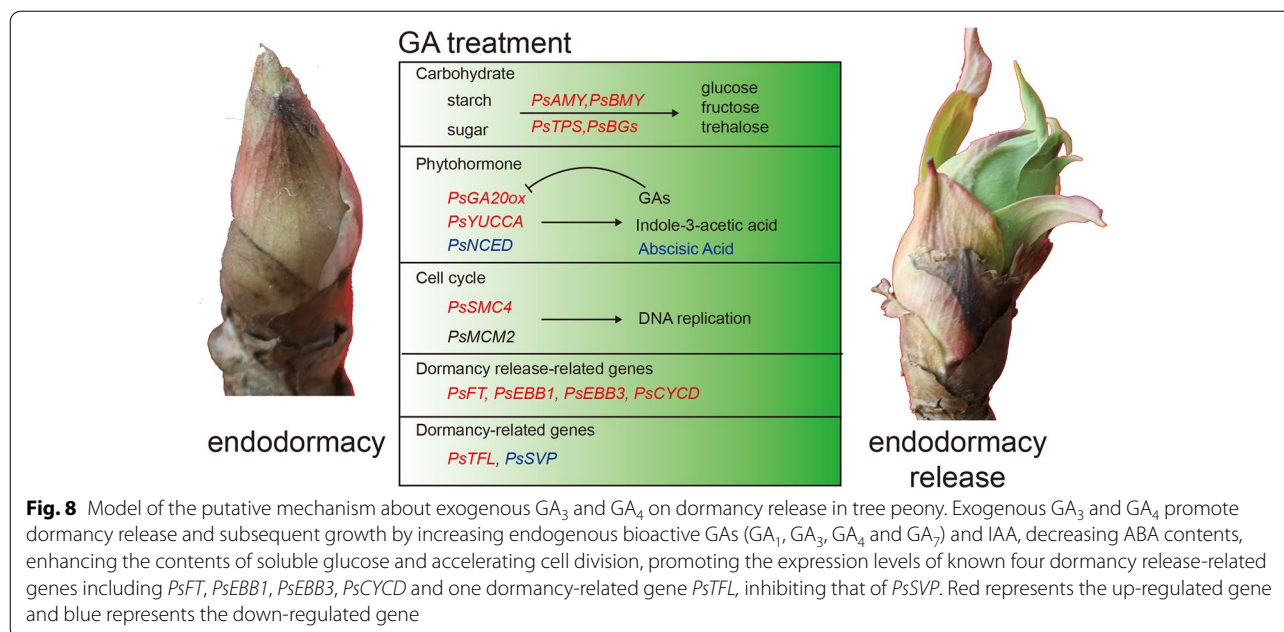 GA treatment
Carbohydrate
starch PsAMY,PsBMY glucose
fructose
sugar PsTPS,PsBGs trehalose
Phytohormone
PsGA20ox GAs
PsYUCCA Indole-3-acetic acid
PsNCED Abscisic Acid
Cell cycle
PsSMC4
DNA replication
PsMCM2
Dormancy release-related genes
PsFT, PsEBB1, PsEBB3, PsCYCD
Dormancy-related genes
PsTFL, PsSVP
endodormacy
endodormacy
release
Fig. 8 Model of the putative mechanism about exogenous GA3 and GA4 on dormancy release in tree peony. Exogenous GA3 and GA4 promote
dormancy release and subsequent growth by increasing endogenous bioactive GAs (GA1, GA3, GA4 and GA7) and IAA, decreasing ABA contents,
enhancing the contents of soluble glucose and accelerating cell division, promoting the expression levels of known four dormancy release-related
genes including PsFT, PsEBB1, PsEBB3, PsCYCD and one dormancy-related gene PsTFL, inhibiting that of PsSVP. Red represents the up-regulated gene
and blue represents the down-regulated gene